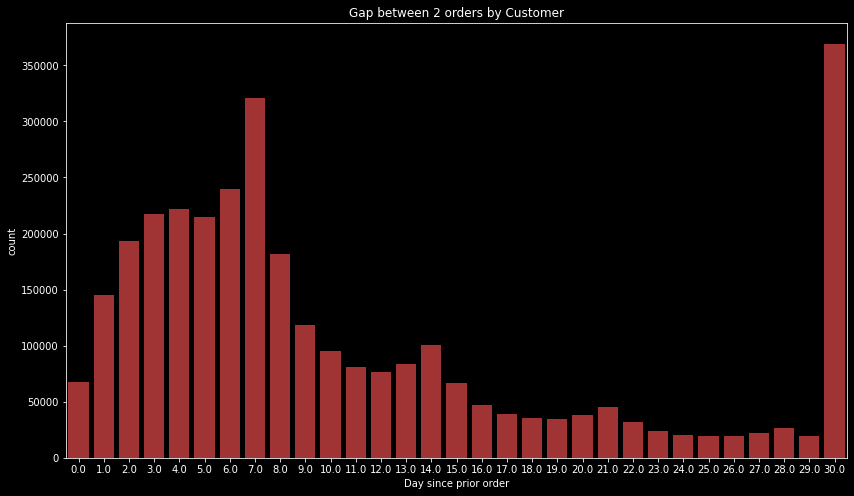 Gap between 2 orders by Customer
350000
300000
250000
200000
150000
100000
50000
0
count
0.0 1.0 2.0 3.0 4.0 5.0 6.0 7.0 8.0 9.0 10.0 11.0 12.0 13.0 14.0 15.0 16.0 17.0 18.0 19.0 20.0 21.0 22.0 23.0 24.0 25.0 26.0 27.0 28.0 29.0 30.0
Day since prior order